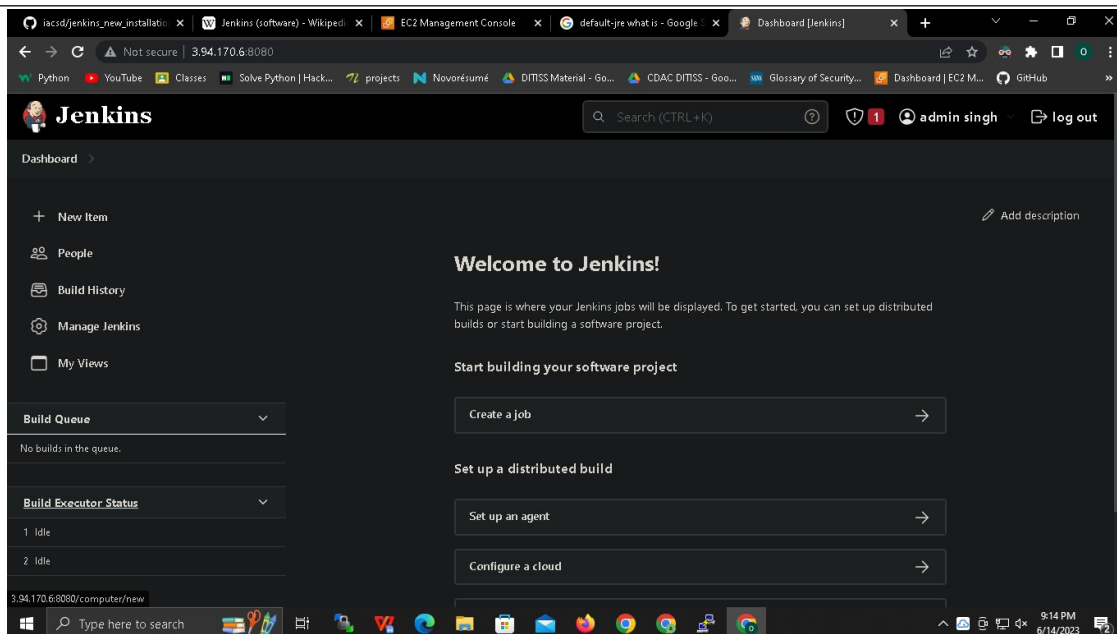 iacsd/jenkins_new_installatio
Jenkins (software) - Wikipedi
EC2 Management Console
default-jre what is - Google S
Dashboard [Jenkins]
Not secure | 3.94.170.6:8080
Python YouTube Classes Solve Python | Hack... projects Novorésumé DITISS Material - Go... CDAC DITISS - Goo... Glossary of Security... Dashboard | EC2 M... GitHub »
Jenkins
Search (CTRL+K)
1
admin singh
log out
Dashboard
New Item
People
Build History
Manage Jenkins
My Views
Build Queue
No builds in the queue.
Build Executor Status
1 Idle
2 Idle
Add description
Welcome to Jenkins!
This page is where your Jenkins jobs will be displayed. To get started, you can set up distributed
builds or start building a software project.
Start building your software project
Create a job
Set up a distributed build
Set up an agent
Configure a cloud
3.94.170.6:8080/computer/new
Type here to search
9:14 PM
6/14/2023